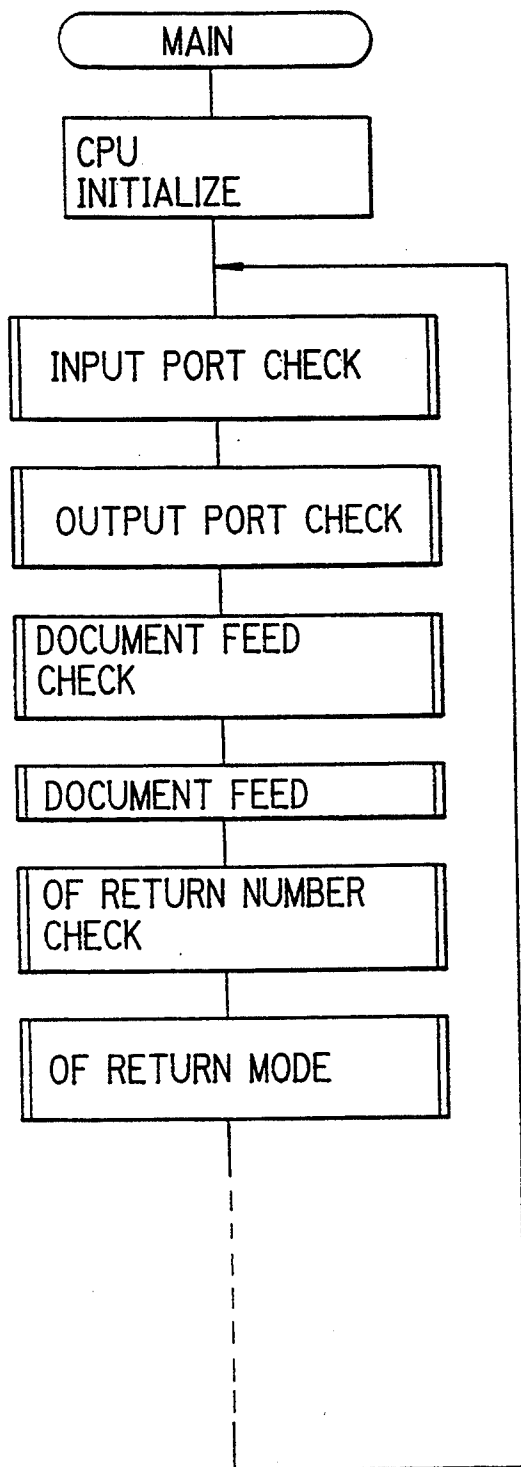 MAIN
CPU
INITIALIZE
INPUT PORT CHECK
OUTPUT PORT CHECK
DOCUMENT FEED
CHECK
DOCUMENT FEED
OF RETURN NUMBER
CHECK
OF RETURN MODE